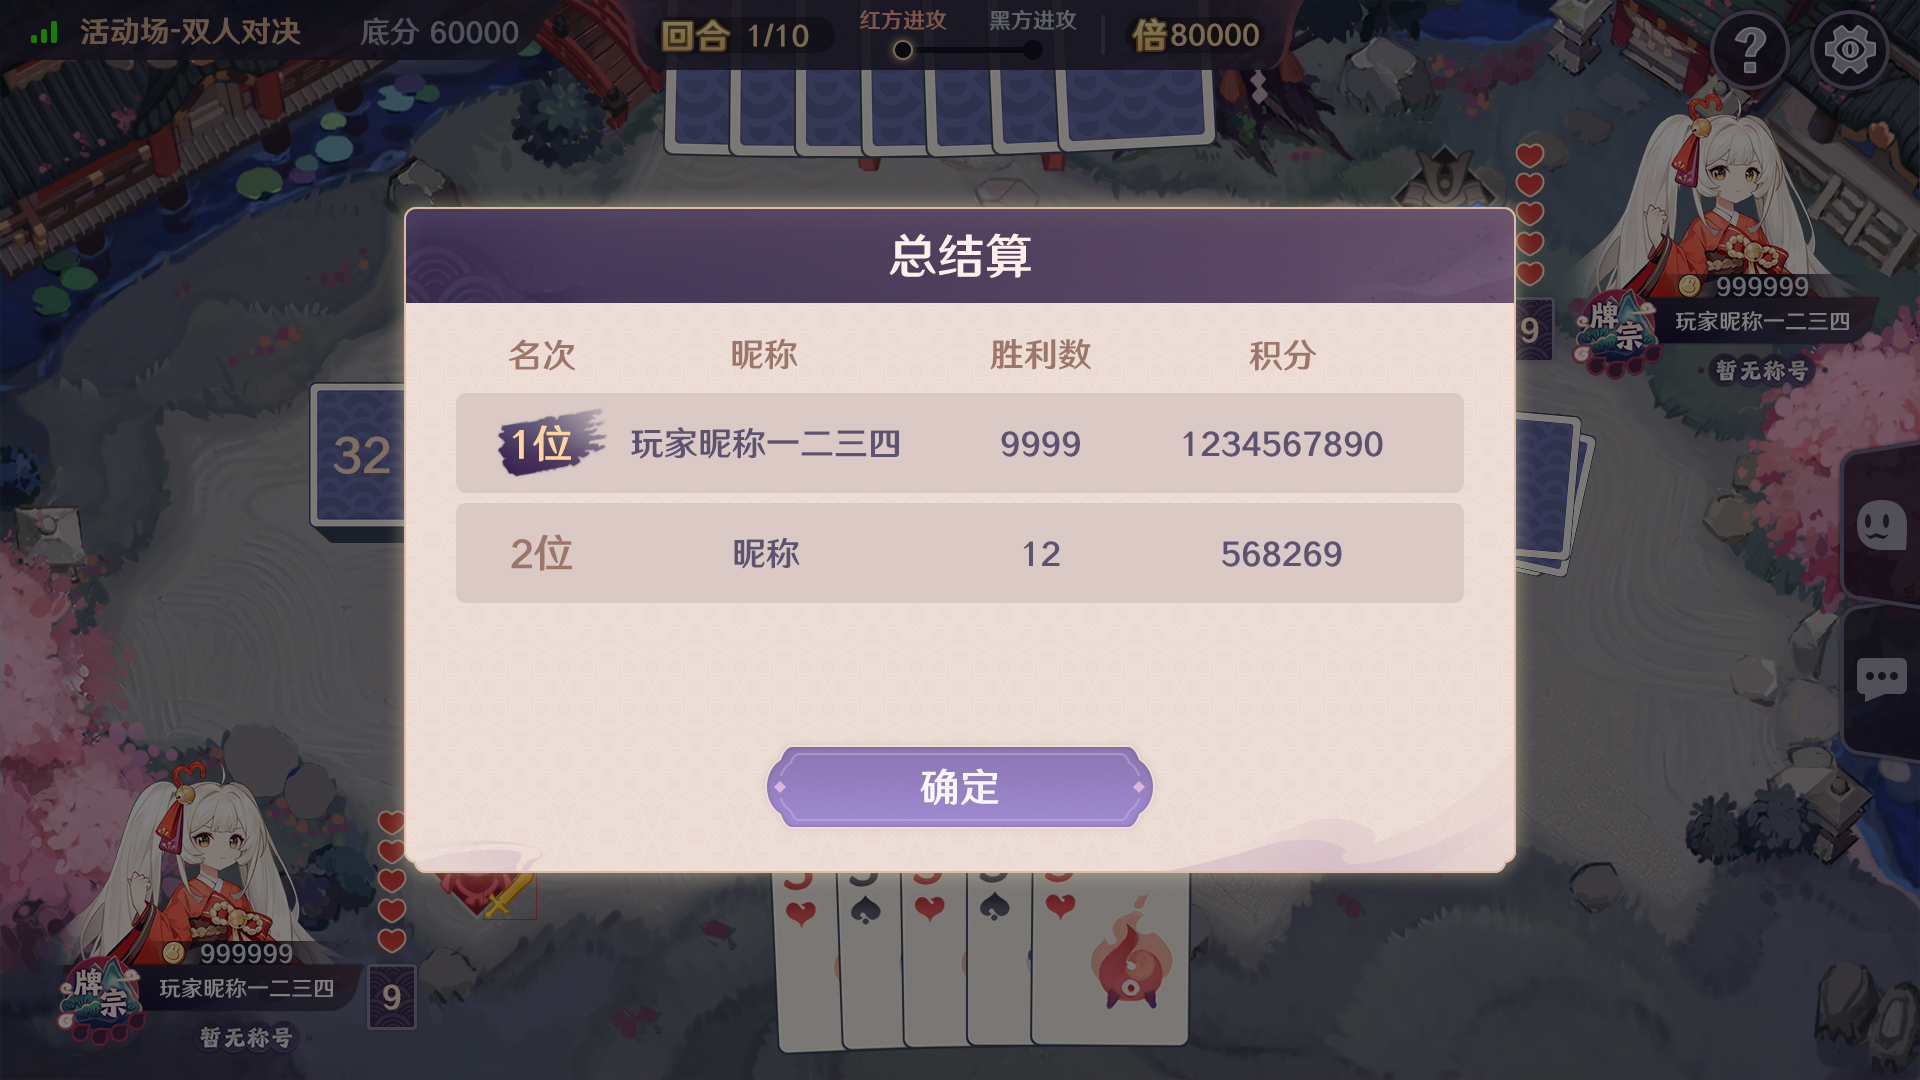 活动场-双人对决 底分 60000
回合 1/10 红方进攻 黑方进攻 倍80000
999999
玩家昵称一二三四
牌宗
暂无称号
9
32
总结算
名次 昵称 胜利数 积分
1位 玩家昵称一二三四 9999 1234567890
2位 昵称 12 568269
确定
999999
玩家昵称一二三四
牌宗
暂无称号
9